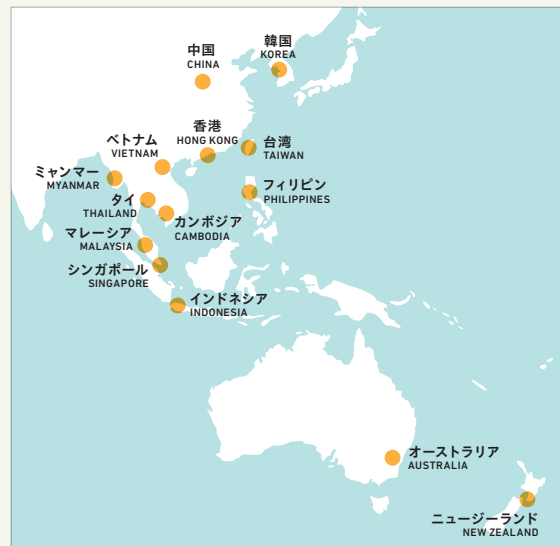 中国
CHINA
韓国
KOREA
香港
HONG KONG
台湾
TAIWAN
ベトナム
VIETNAM
ミャンマー
MYANMAR
フィリピン
PHILIPPINES
タイ
THAILAND
カンボジア
CAMBODIA
マレーシア
MALAYSIA
シンガポール
SINGAPORE
インドネシア
INDONESIA
オーストラリア
AUSTRALIA
ニュージーランド
NEW ZEALAND